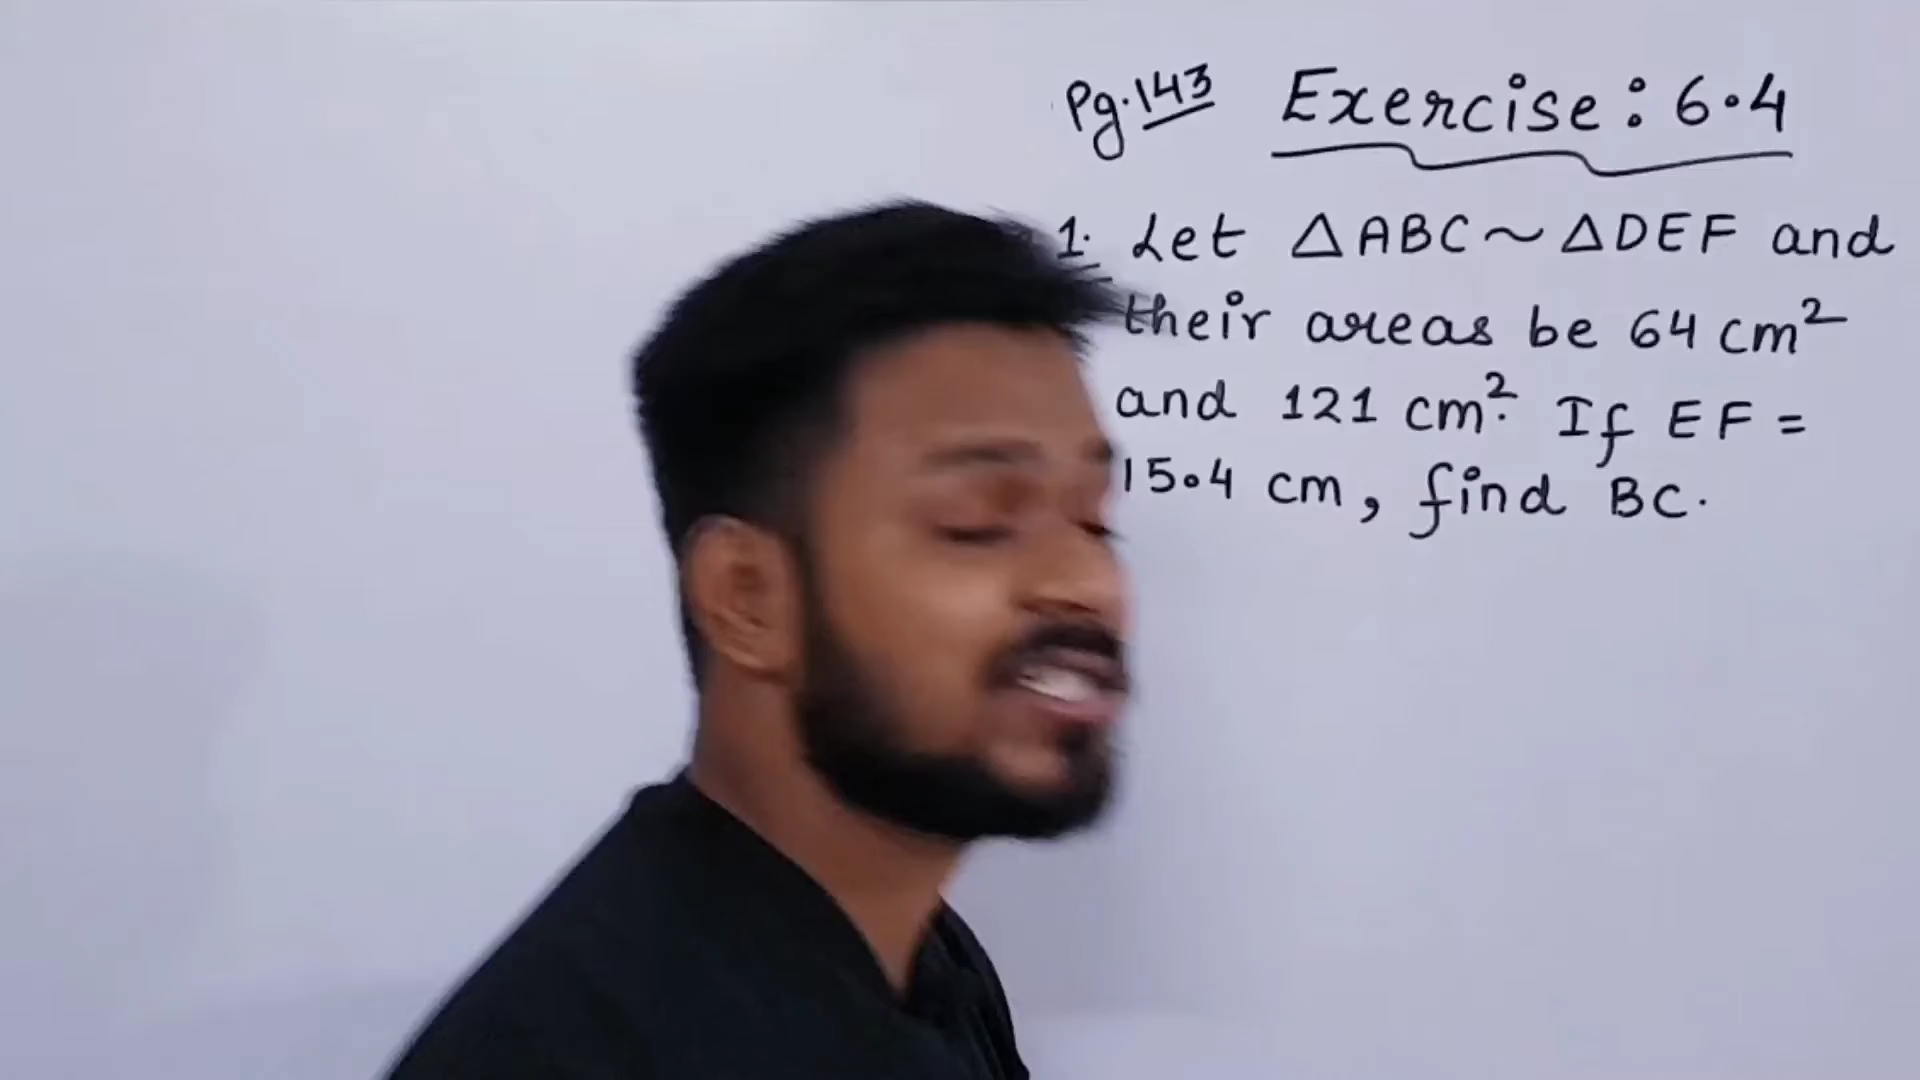 Pg.143 Exercise: 6.4
1. Let △ABC ~ △DEF and
their areas be 64 cm²
and 121 cm². If EF =
15.4 cm, find BC.